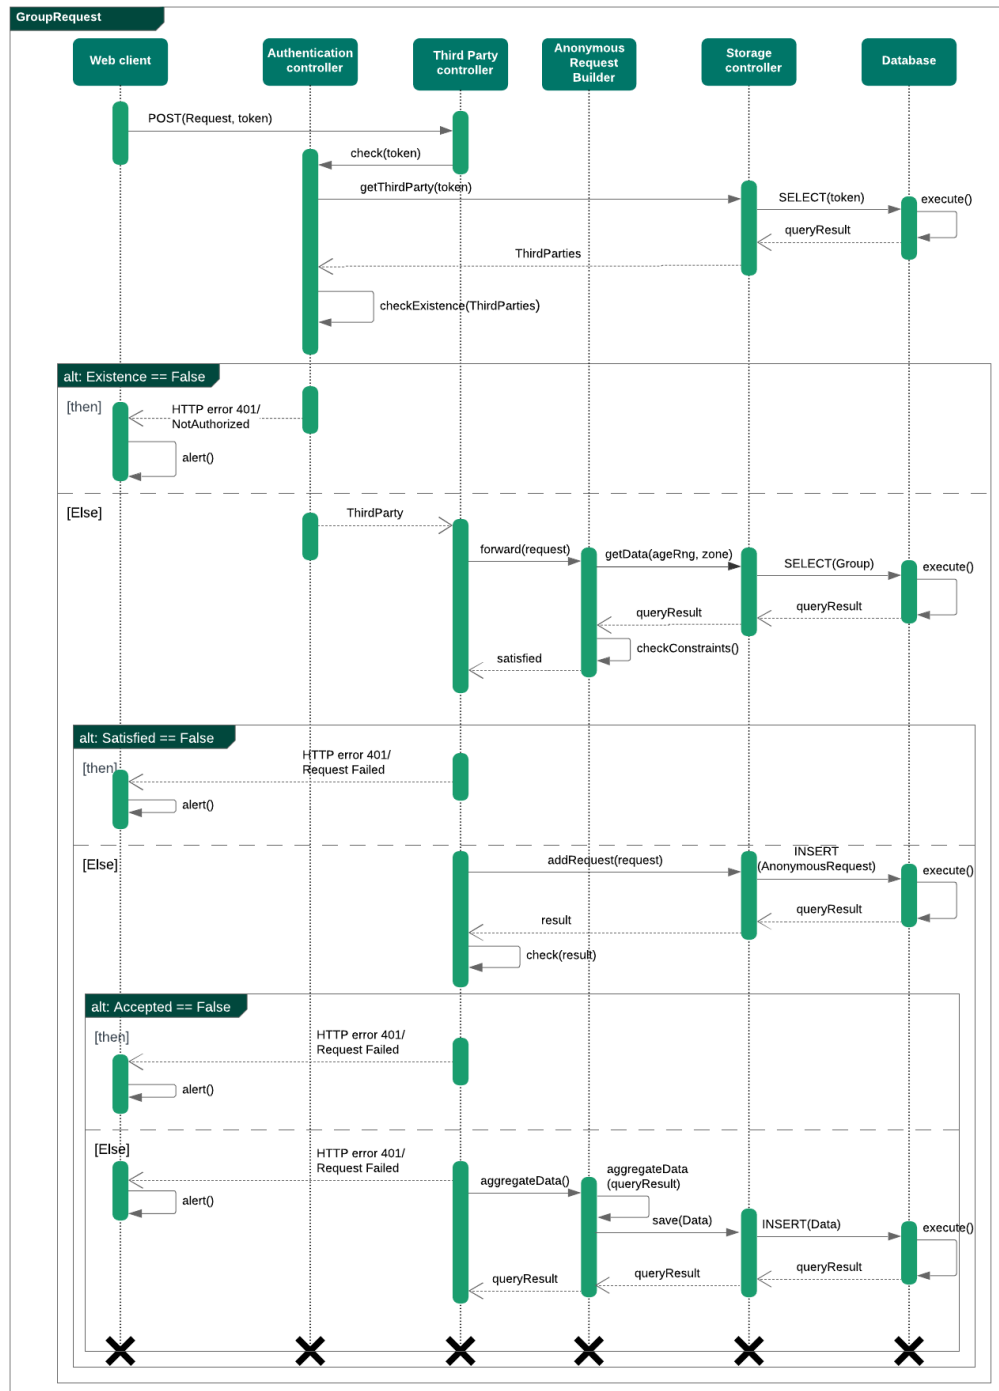 GroupRequest
Web client
Authentication
controller
Third Party
controller
Anonymous
Request
Builder
Storage
controller
Database
POST(Request, token)
check(token)
getThirdParty(token)
SELECT(token)
execute()
queryResult
ThirdParties
checkExistence(ThirdParties)
alt: Existence == False
[then]
HTTP error 401/
NotAuthorized
alert()
[Else]
ThirdParty
forward(request)
getData(ageRng, zone)
SELECT(Group)
execute()
queryResult
queryResult
checkConstraints()
satisfied
alt: Satisfied == False
[then]
HTTP error 401/
Request Failed
alert()
[Else]
addRequest(request)
INSERT
(AnonymousRequest)
execute()
queryResult
result
check(result)
alt: Accepted == False
[then]
HTTP error 401/
Request Failed
alert()
[Else]
HTTP error 401/
Request Failed
alert()
aggregateData()
aggregateData
(queryResult)
save(Data)
INSERT(Data)
execute()
queryResult
queryResult
queryResult